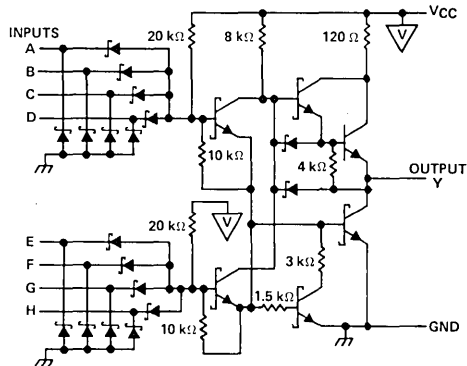 INPUTS
A
B
C
D
20 kΩ
8 kΩ
120 Ω
VCC
V
10 kΩ
4 kΩ
OUTPUT
Y
20 kΩ
V
E
F
G
H
3 kΩ
1.5 kΩ
10 kΩ
GND